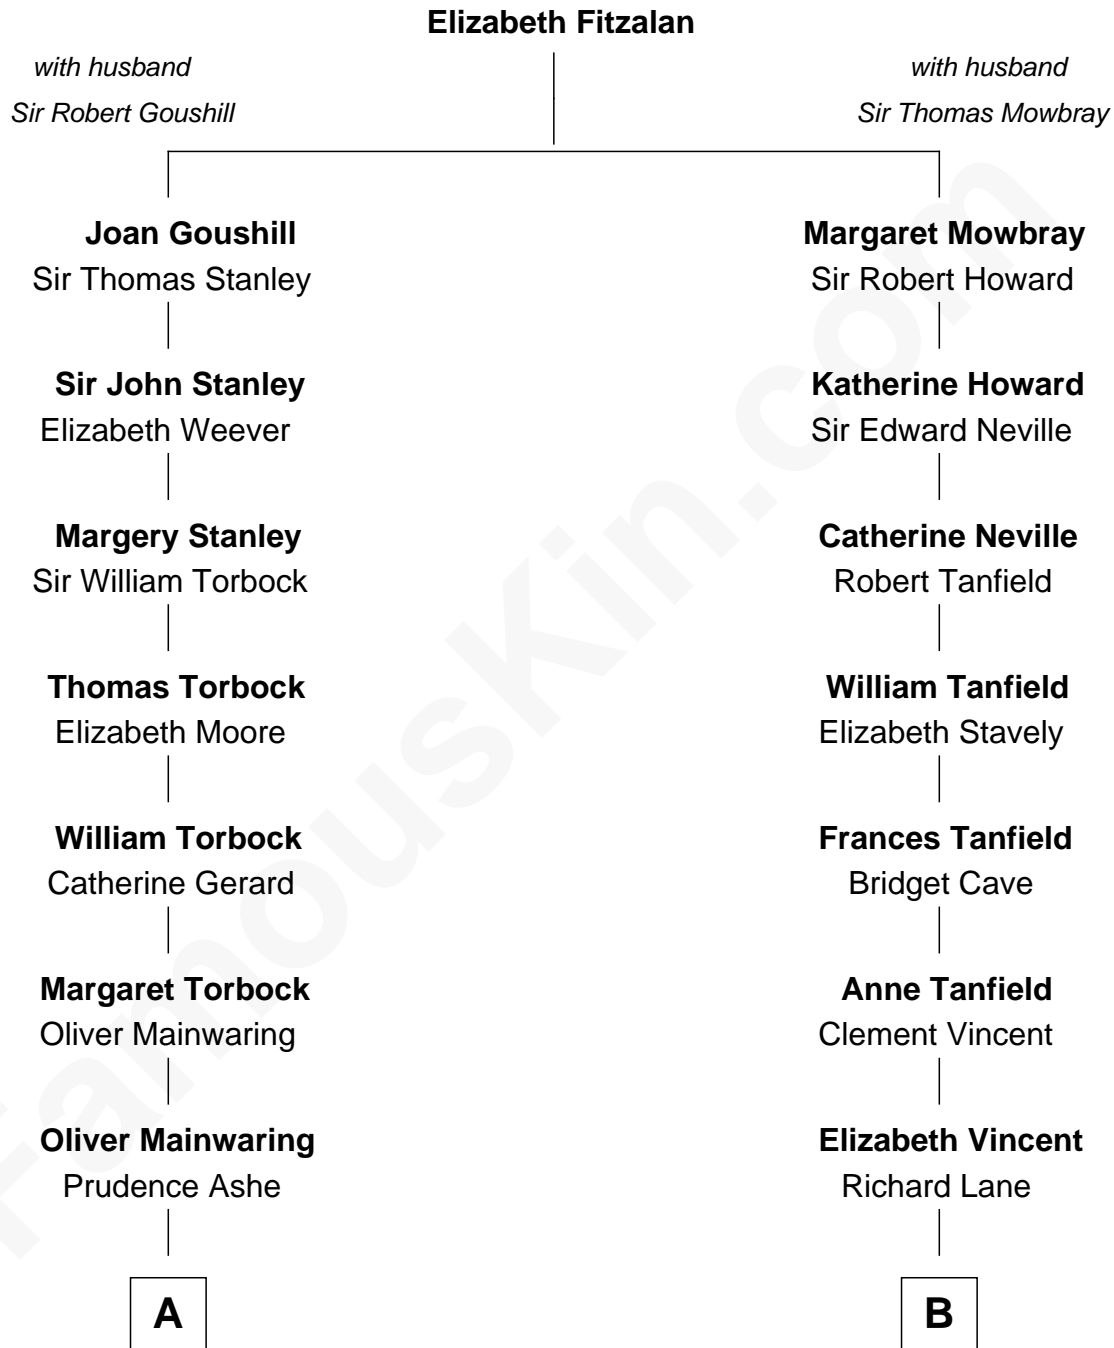 Elizabeth Fitzalan
with husband
Sir Robert Goushill
with husband
Sir Thomas Mowbray
Joan Goushill
Sir Thomas Stanley
Sir John Stanley
Elizabeth Weever
Margery Stanley
Sir William Torbock
Thomas Torbock
Elizabeth Moore
William Torbock
Catherine Gerard
Margaret Torbock
Oliver Mainwaring
Oliver Mainwaring
Prudence Ashe
A
Margaret Mowbray
Sir Robert Howard
Katherine Howard
Sir Edward Neville
Catherine Neville
Robert Tanfield
William Tanfield
Elizabeth Stavely
Frances Tanfield
Bridget Cave
Anne Tanfield
Clement Vincent
Elizabeth Vincent
Richard Lane
B
FamousKin.com